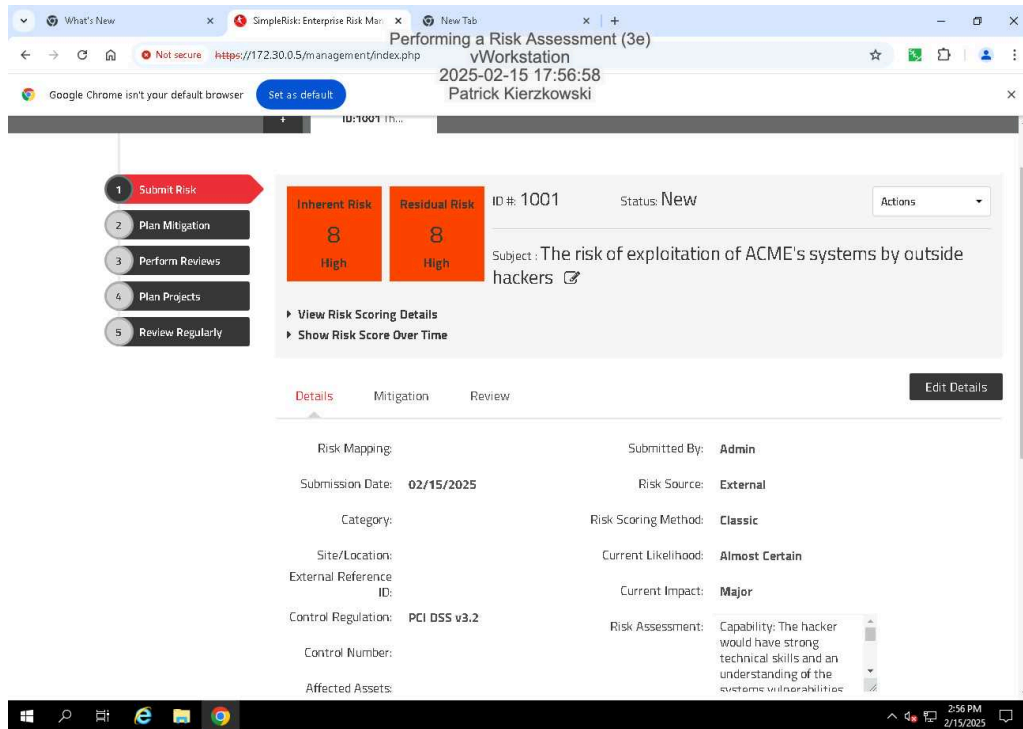 What's New
SimpleRisk: Enterprise Risk Man
New Tab
Performing a Risk Assessment (3e)
vWorkstation
2025-02-15 17:56:58
Patrick Kierzkowski
Not secure https://172.30.0.5/management/index.php
Google Chrome isn't your default browser Set as default
+ ID:1001 Th...
1 Submit Risk
2 Plan Mitigation
3 Perform Reviews
4 Plan Projects
5 Review Regularly
Inherent Risk
8
High
Residual Risk
8
High
ID #: 1001 Status: New
Actions
Subject : The risk of exploitation of ACME's systems by outside
hackers
View Risk Scoring Details
Show Risk Score Over Time
Details Mitigation Review
Edit Details
Risk Mapping:
Submission Date: 02/15/2025
Category:
Site/Location:
External Reference
ID:
Control Regulation: PCI DSS v3.2
Control Number:
Affected Assets:
Submitted By: Admin
Risk Source: External
Risk Scoring Method: Classic
Current Likelihood: Almost Certain
Current Impact: Major
Risk Assessment: Capability: The hacker
would have strong
technical skills and an
understanding of the
systems vulnerabilities
2:56 PM
2/15/2025